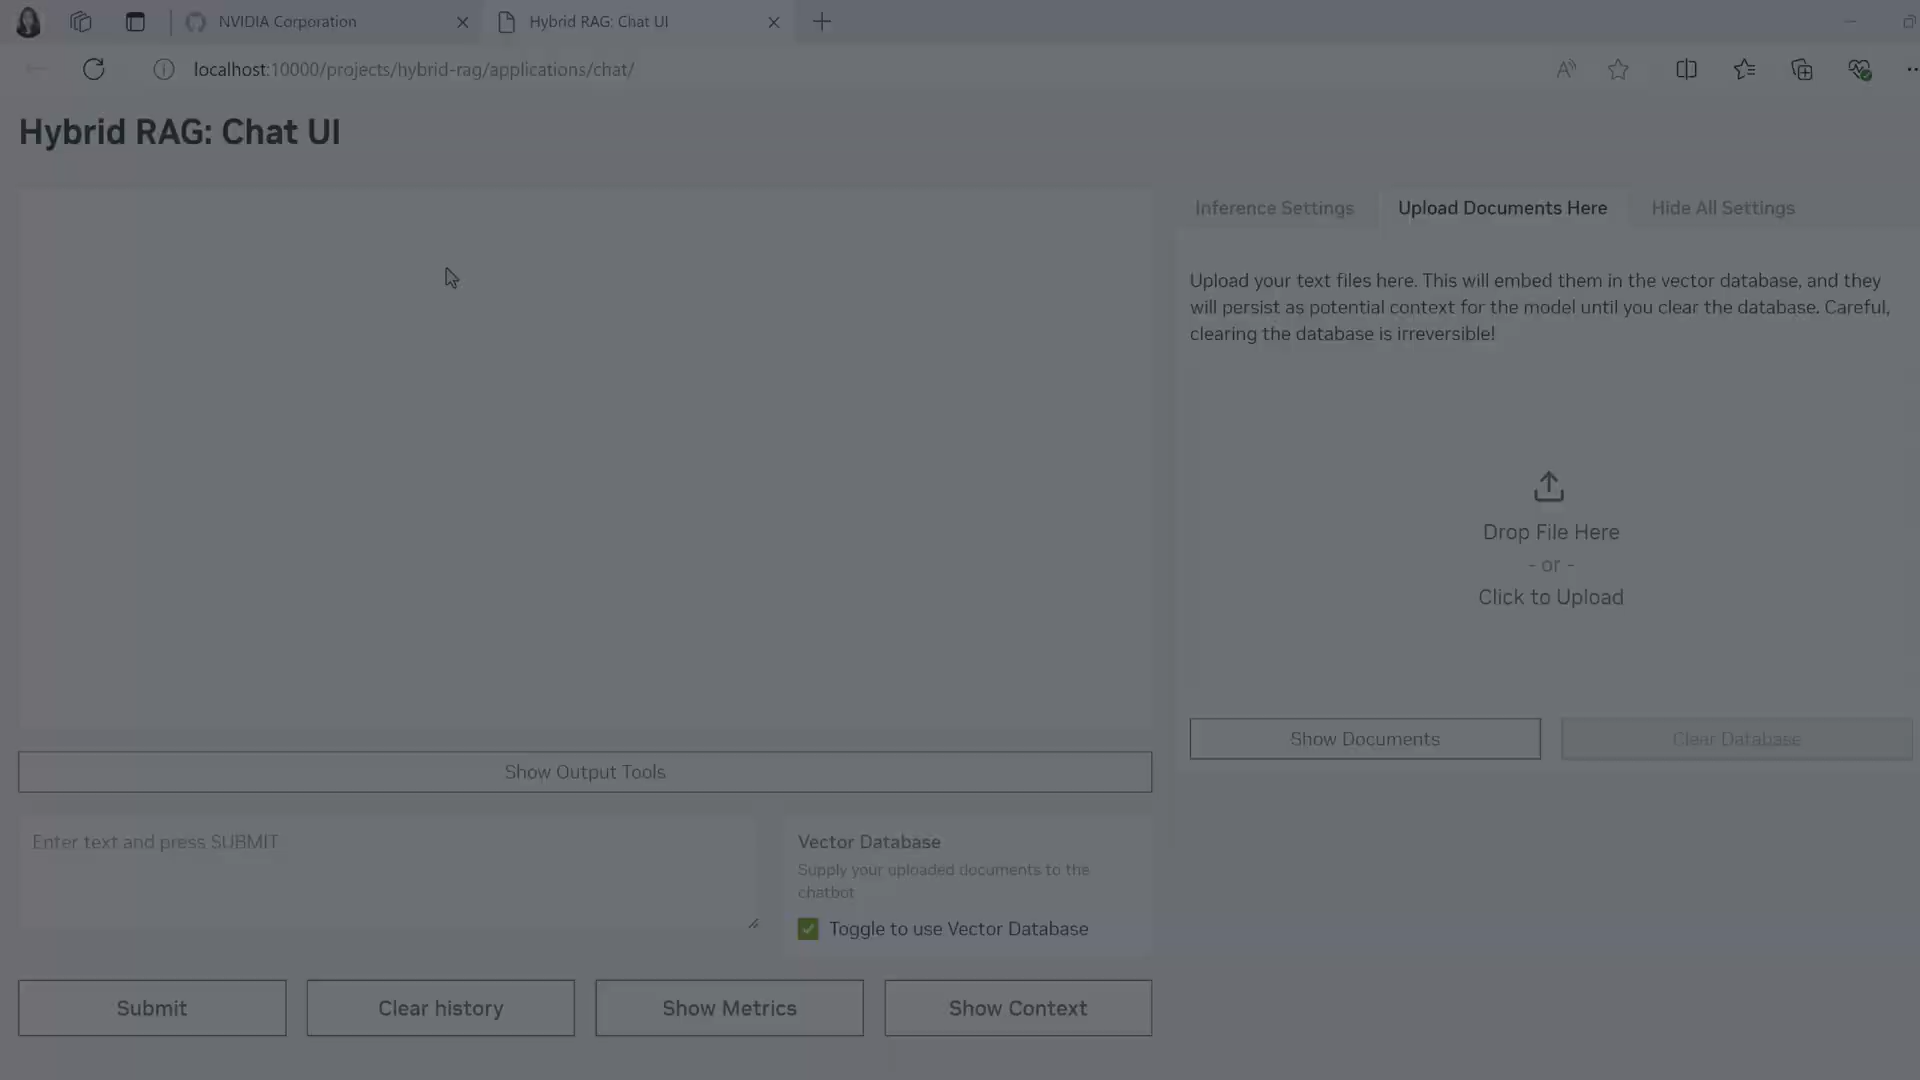 NVIDIA Corporation
Hybrid RAG: Chat UI
localhost:10000/projects/hybrid-rag/applications/chat/
Hybrid RAG: Chat UI
Inference Settings
Upload Documents Here
Hide All Settings
Upload your text files here. This will embed them in the vector database, and they
will persist as potential context for the model until you clear the database. Careful,
clearing the database is irreversible!
Drop File Here
- or -
Click to Upload
Show Documents
Clear Database
Show Output Tools
Enter text and press SUBMIT
Vector Database
Supply your uploaded documents to the
chatbot
Toggle to use Vector Database
Submit
Clear history
Show Metrics
Show Context